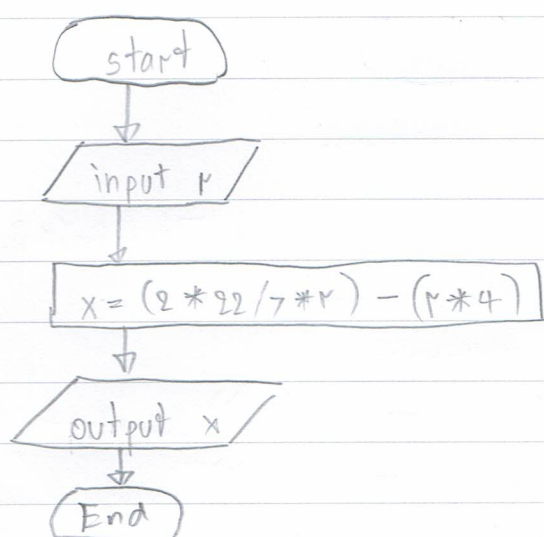 start
input r
x = (2 * 22/7 * r) - (r * 4)
output x
End